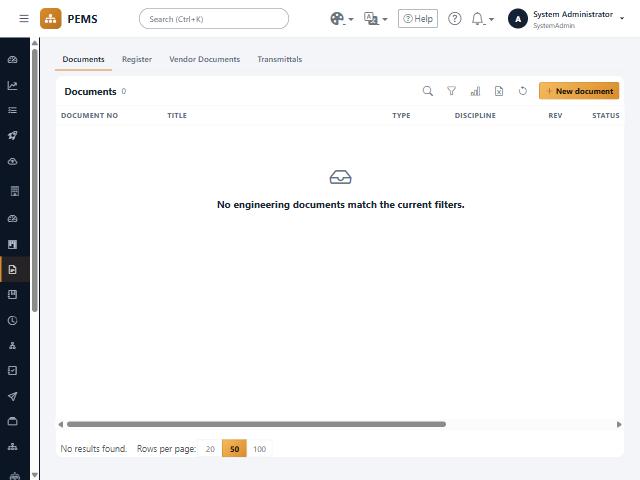 PEMS
Search (Ctrl+K)
Help
A
System Administrator
SystemAdmin
Documents
Register
Vendor Documents
Transmittals
Documents 0
+ New document
DOCUMENT NO
TITLE
TYPE
DISCIPLINE
REV
STATUS
No engineering documents match the current filters.
No results found.
Rows per page:
20
50
100